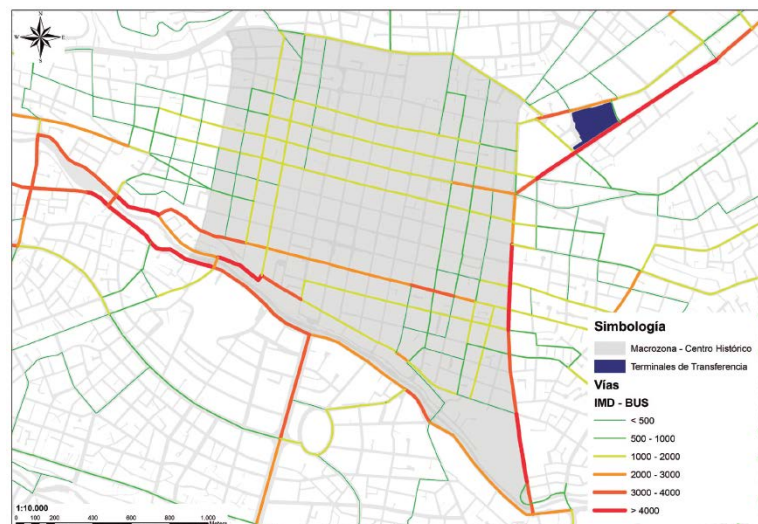 N
W
E
S
Simbología
Macrozona - Centro Histórico
Terminales de Transferencia
Vías
IMD - BUS
< 500
500 - 1000
1000 - 2000
2000 - 3000
3000 - 4000
> 4000
1:10.000
0 100 200 400 600 800 1.000
Meters